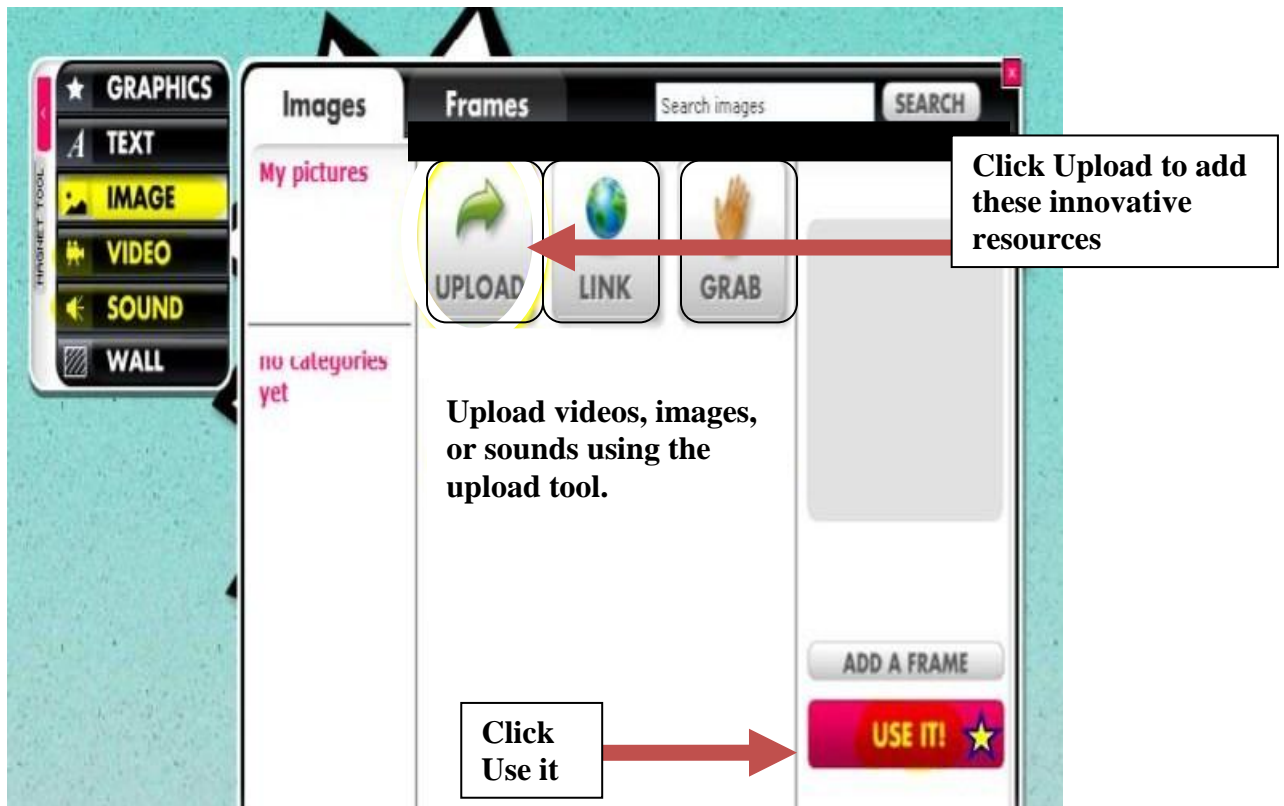 GRAPHICS
TEXT
IMAGE
VIDEO
SOUND
WALL
MAGNET TOOL
Images
Frames
Search images
SEARCH
x
My pictures
no categories
yet
UPLOAD
LINK
GRAB
Click Upload to add
these innovative
resources
Upload videos, images,
or sounds using the
upload tool.
ADD A FRAME
Click
Use it
USE IT!